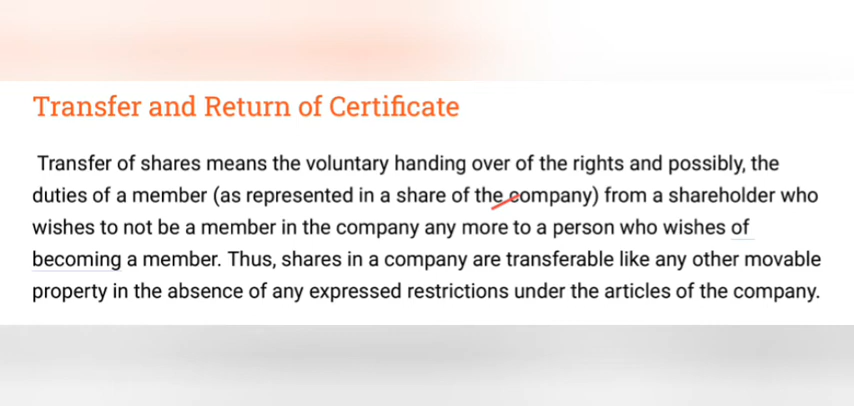 Transfer and Return of Certificate
Transfer of shares means the voluntary handing over of the rights and possibly, the
duties of a member (as represented in a share of the company) from a shareholder who
wishes to not be a member in the company any more to a person who wishes of
becoming a member. Thus, shares in a company are transferable like any other movable
property in the absence of any expressed restrictions under the articles of the company.